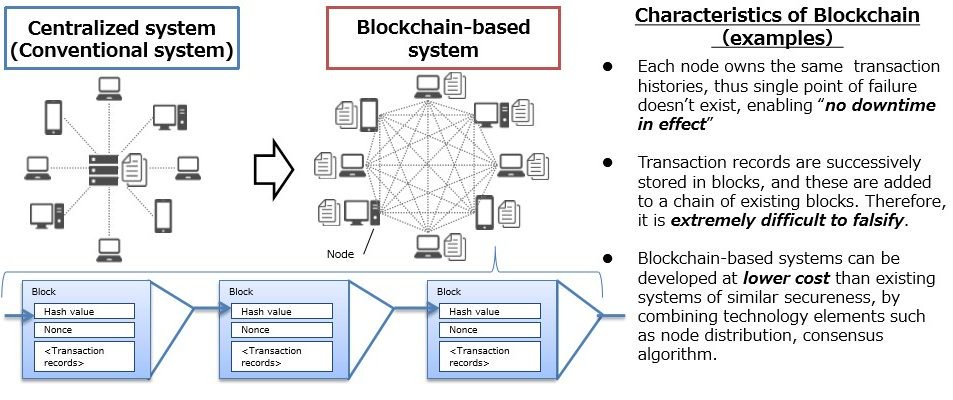 Centralized system
(Conventional system)
Blockchain-based
system
Node
Block
Hash value
Nonce
<Transaction
records>
Block
Hash value
Nonce
<Transaction
records>
Block
Hash value
Nonce
<Transaction
records>
Characteristics of Blockchain
(examples)
● Each node owns the same transaction
histories, thus single point of failure
doesn’t exist, enabling “no downtime
in effect”
● Transaction records are successively
stored in blocks, and these are added
to a chain of existing blocks. Therefore,
it is extremely difficult to falsify.
● Blockchain-based systems can be
developed at lower cost than existing
systems of similar secureness, by
combining technology elements such
as node distribution, consensus
algorithm.